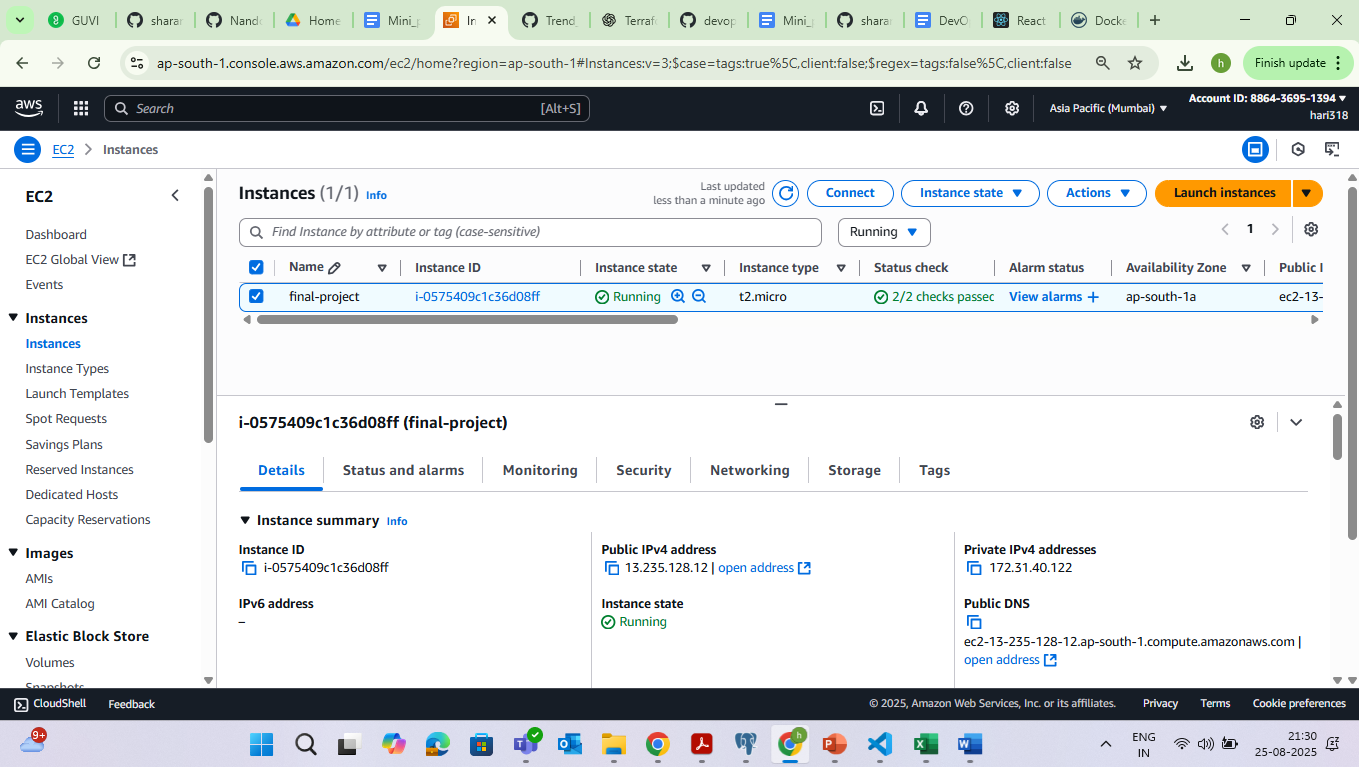 GUVI
sharan
Nand
Home
Mini_p
In
Trend_
Terrafo
devop
Mini_p
sharan
DevO
React
Docke
ap-south-1.console.aws.amazon.com/ec2/home?region=ap-south-1#Instances:v=3;$case=tags:true%5C,client:false;$regex=tags:false%5C,client:false
h
Finish update
aws
Search
[Alt+S]
Asia Pacific (Mumbai)
Account ID: 8864-3695-1394
hari318
EC2
Instances
EC2
Dashboard
EC2 Global View
Events
Instances
Instances
Instance Types
Launch Templates
Spot Requests
Savings Plans
Reserved Instances
Dedicated Hosts
Capacity Reservations
Images
AMIs
AMI Catalog
Elastic Block Store
Volumes
Snapshots
Instances (1/1) Info
Last updated
less than a minute ago
Connect
Instance state
Actions
Launch instances
Find Instance by attribute or tag (case-sensitive)
Running
1
Name
Instance ID
Instance state
Instance type
Status check
Alarm status
Availability Zone
Public I
final-project
i-0575409c1c36d08ff
Running
t2.micro
2/2 checks passec
View alarms +
ap-south-1a
ec2-13-
i-0575409c1c36d08ff (final-project)
Details
Status and alarms
Monitoring
Security
Networking
Storage
Tags
Instance summary Info
Instance ID
i-0575409c1c36d08ff
Public IPv4 address
13.235.128.12 | open address
Private IPv4 addresses
172.31.40.122
IPv6 address
–
Instance state
Running
Public DNS
ec2-13-235-128-12.ap-south-1.compute.amazonaws.com |
open address
CloudShell
Feedback
© 2025, Amazon Web Services, Inc. or its affiliates.
Privacy
Terms
Cookie preferences
9+
ENG
IN
21:30
25-08-2025